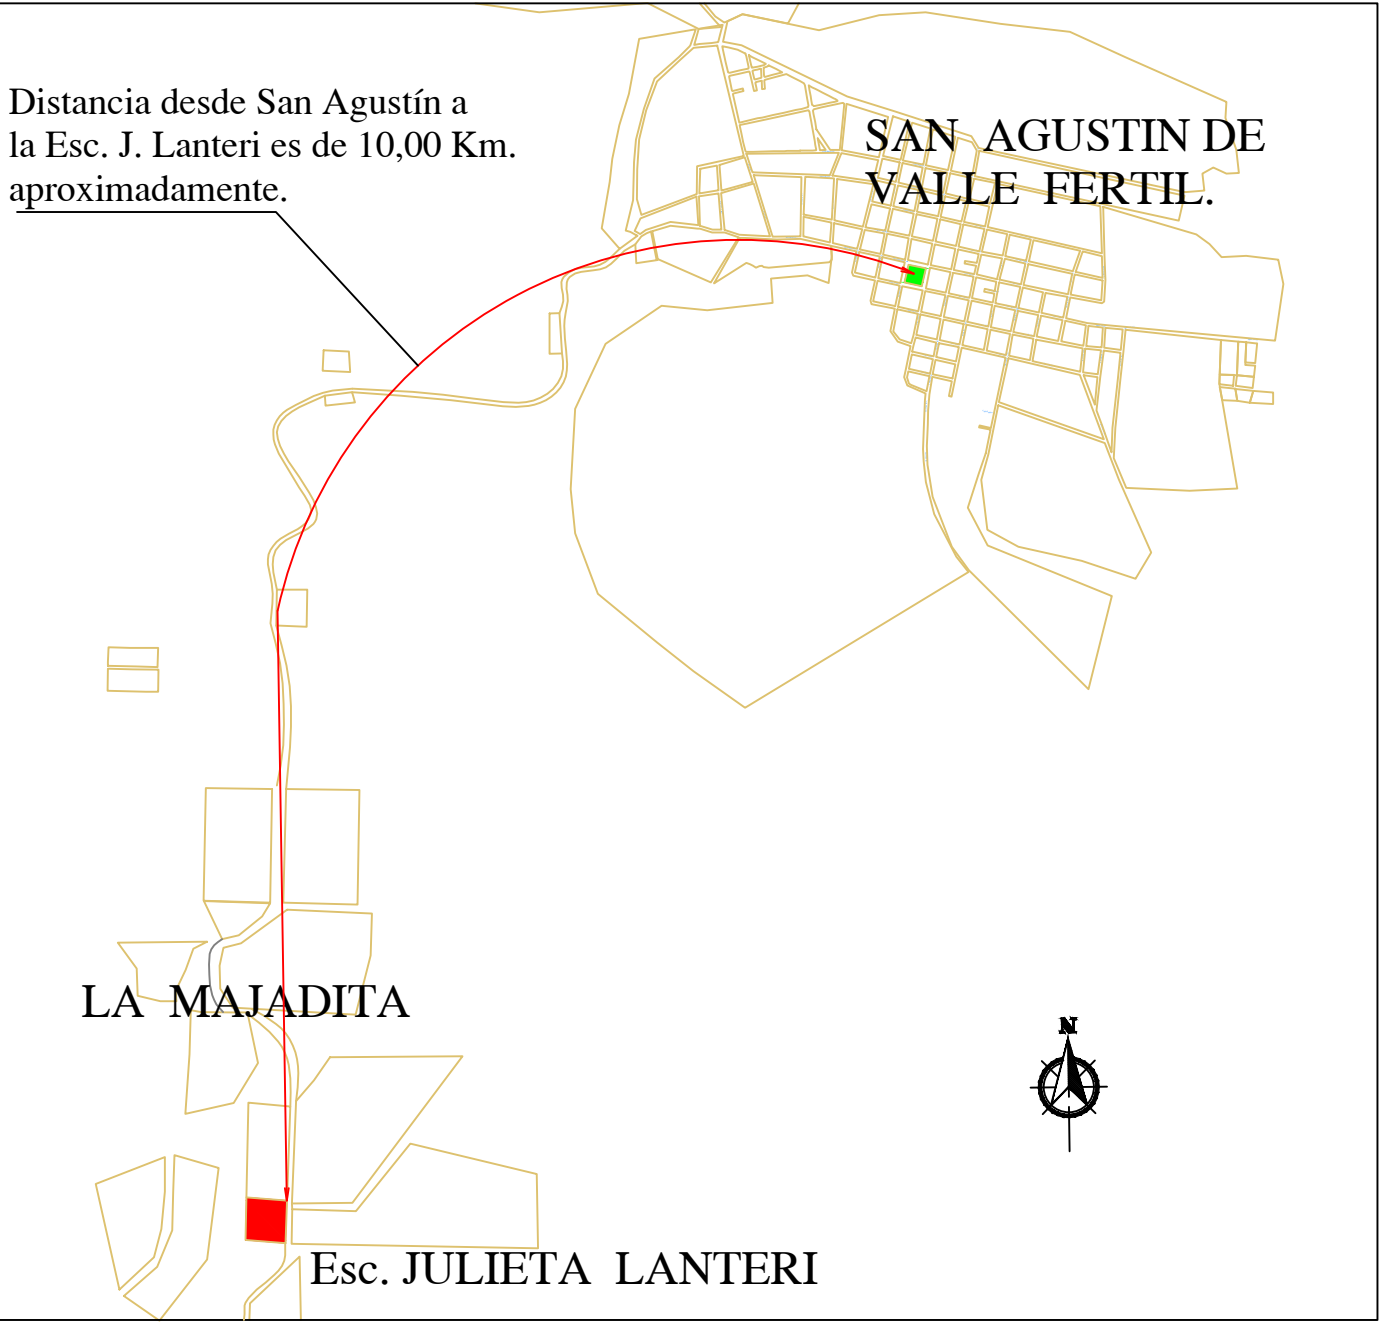 Distancia desde San Agustín a
la Esc. J. Lanteri es de 10,00 Km.
aproximadamente.
SAN AGUSTIN DE
VALLE FERTIL.
LA MAJADITA
N
Esc. JULIETA LANTERI